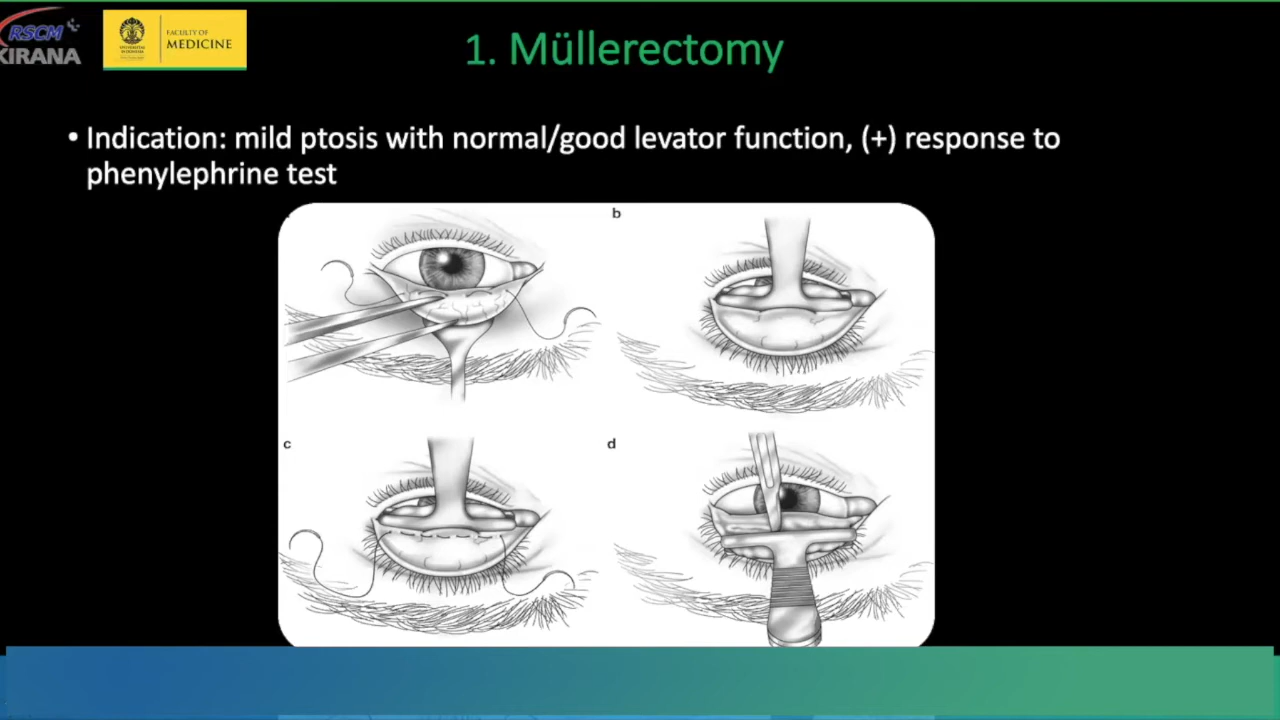 RSCM
KIRANA
FACULTY OF
MEDICINE
1. Müllerectomy
• Indication: mild ptosis with normal/good levator function, (+) response to
phenylephrine test
b
c
d